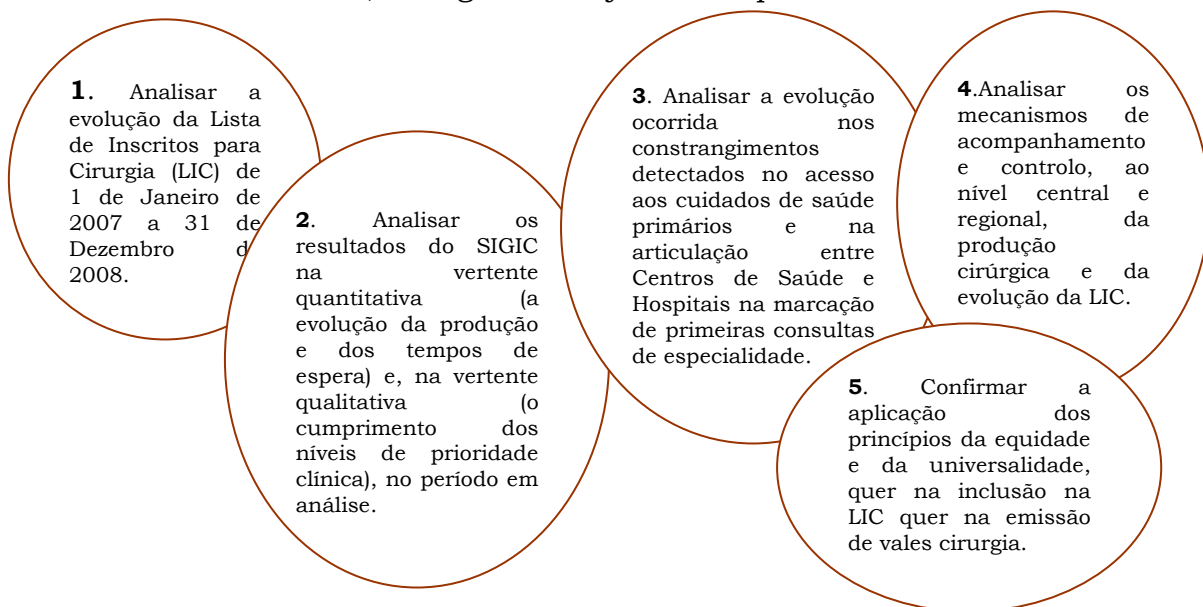 1. Analisar a
evolução da Lista
de Inscritos para
Cirurgia (LIC) de
1 de Janeiro de
2007 a 31 de
Dezembro d
2008.
2. Analisar os
resultados do SIGIC
na vertente
quantitativa (a
evolução da produção
e dos tempos de
espera) e, na vertente
qualitativa (o
cumprimento dos
níveis de prioridade
clínica), no período em
análise.
3. Analisar a evolução
ocorrida nos
constrangimentos
detectados no acesso
aos cuidados de saúde
primários e na
articulação entre
Centros de Saúde e
Hospitais na marcação
de primeiras consultas
de especialidade.
4.Analisar os
mecanismos de
acompanhamento
e controlo, ao
nível central e
regional, da
produção
cirúrgica e da
evolução da LIC.
5. Confirmar a
aplicação dos
princípios da equidade
e da universalidade,
quer na inclusão na
LIC quer na emissão
de vales cirurgia.